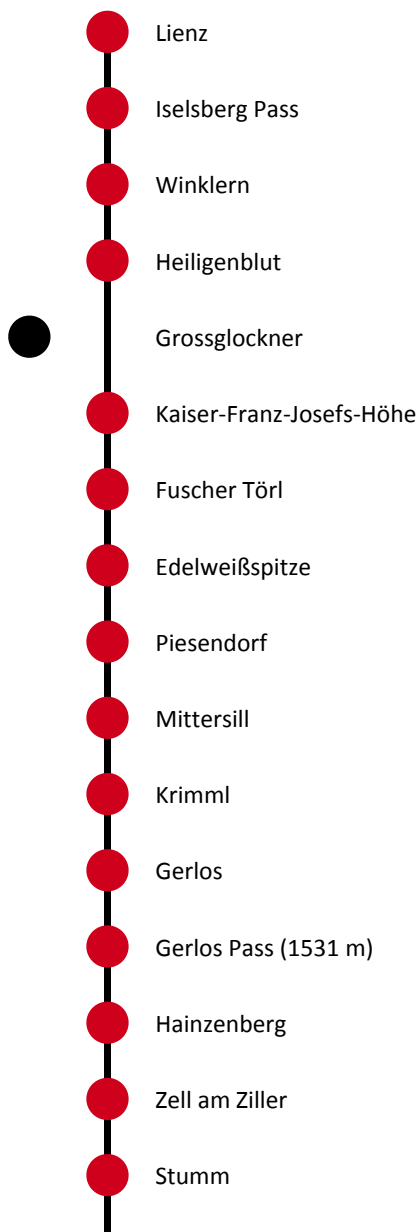 Lienz
Iselsberg Pass
Winklern
Heiligenblut
Grossglockner
Kaiser-Franz-Josefs-Höhe
Fuscher Törl
Edelweißspitze
Piesendorf
Mittersill
Krimml
Gerlos
Gerlos Pass (1531 m)
Hainzenberg
Zell am Ziller
Stumm